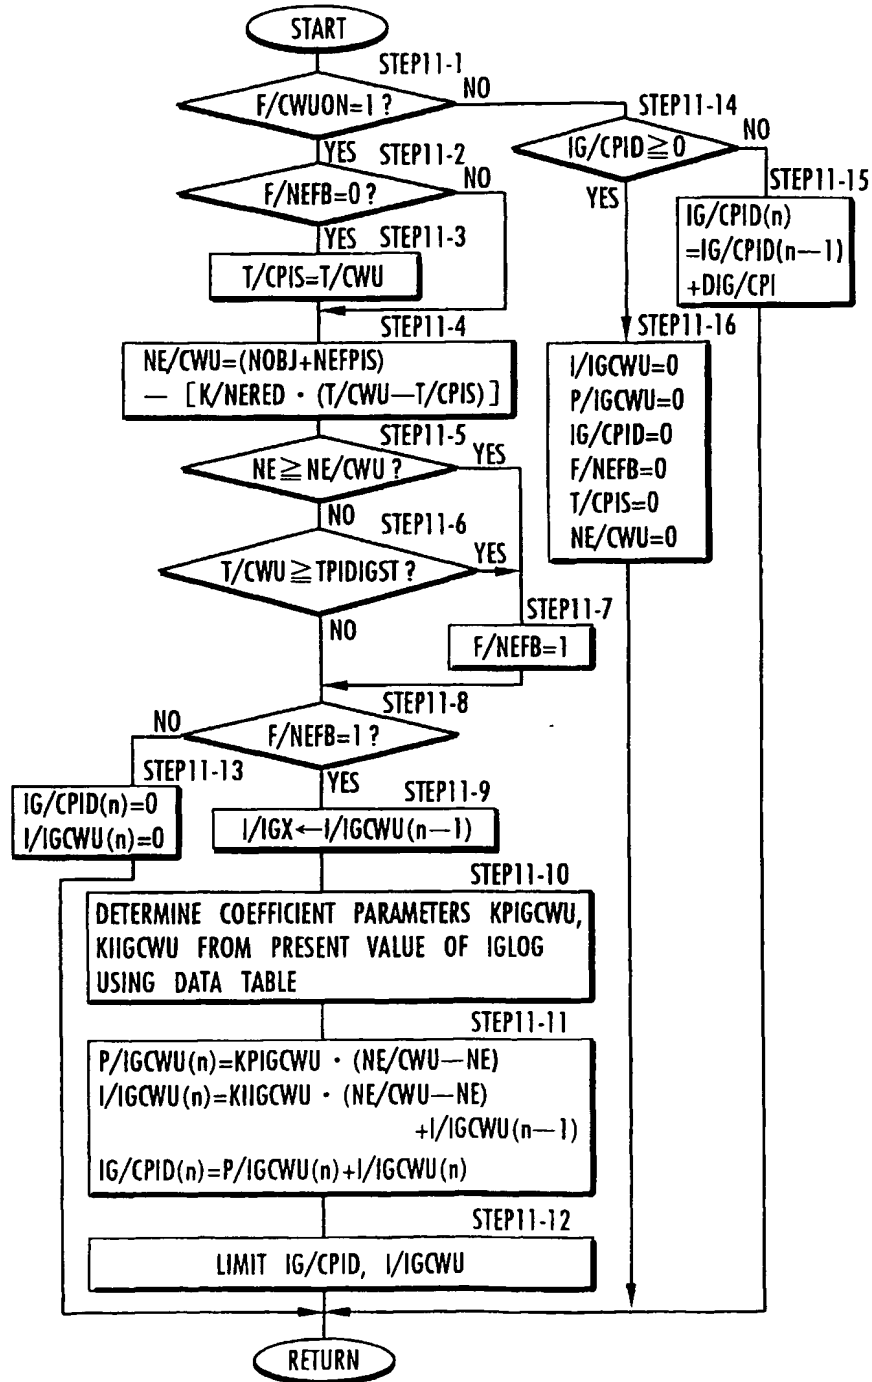 START
STEP11-1
F/CWUON=1 ?
NO
STEP11-14
YES
STEP11-2
IG/CPID≧0
NO
F/NEFB=0 ?
NO
YES
STEP11-15
YES
STEP11-3
IG/CPID(n)
=IG/CPID(n—1)
+DIG/CPI
T/CPIS=T/CWU
STEP11-4
STEP11-16
NE/CWU=(NOBJ+NEFPIS)
— [K/NERED · (T/CWU—T/CPIS)]
I/IGCWU=0
P/IGCWU=0
IG/CPID=0
F/NEFB=0
T/CPIS=0
NE/CWU=0
STEP11-5
NE≧NE/CWU ?
YES
NO
STEP11-6
T/CWU≧TPIDIGST ?
YES
STEP11-7
NO
F/NEFB=1
STEP11-8
NO
F/NEFB=1 ?
STEP11-13
YES
STEP11-9
IG/CPID(n)=0
I/IGCWU(n)=0
I/IGX←I/IGCWU(n—1)
STEP11-10
DETERMINE COEFFICIENT PARAMETERS KPIGCWU,
KIIGCWU FROM PRESENT VALUE OF IGLOG
USING DATA TABLE
STEP11-11
P/IGCWU(n)=KPIGCWU · (NE/CWU—NE)
I/IGCWU(n)=KIIGCWU · (NE/CWU—NE)
+I/IGCWU(n—1)
IG/CPID(n)=P/IGCWU(n)+I/IGCWU(n)
STEP11-12
LIMIT IG/CPID, I/IGCWU
RETURN